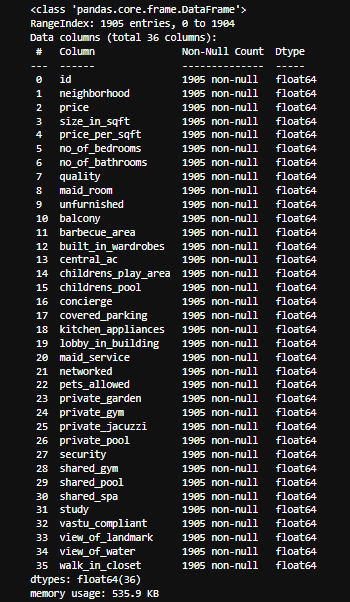 <class 'pandas.core.frame.DataFrame'>
RangeIndex: 1905 entries, 0 to 1904
Data columns (total 36 columns):
 #   Column               Non-Null Count  Dtype
---  ------               --------------  -----
 0   id                   1905 non-null   float64
 1   neighborhood         1905 non-null   float64
 2   price                1905 non-null   float64
 3   size_in_sqft         1905 non-null   float64
 4   price_per_sqft       1905 non-null   float64
 5   no_of_bedrooms       1905 non-null   float64
 6   no_of_bathrooms      1905 non-null   float64
 7   quality              1905 non-null   float64
 8   maid_room            1905 non-null   float64
 9   unfurnished          1905 non-null   float64
 10  balcony              1905 non-null   float64
 11  barbecue_area        1905 non-null   float64
 12  built_in_wardrobes   1905 non-null   float64
 13  central_ac           1905 non-null   float64
 14  childrens_play_area  1905 non-null   float64
 15  childrens_pool       1905 non-null   float64
 16  concierge            1905 non-null   float64
 17  covered_parking      1905 non-null   float64
 18  kitchen_appliances   1905 non-null   float64
 19  lobby_in_building    1905 non-null   float64
 20  maid_service         1905 non-null   float64
 21  networked            1905 non-null   float64
 22  pets_allowed         1905 non-null   float64
 23  private_garden       1905 non-null   float64
 24  private_gym          1905 non-null   float64
 25  private_jacuzzi      1905 non-null   float64
 26  private_pool         1905 non-null   float64
 27  security             1905 non-null   float64
 28  shared_gym           1905 non-null   float64
 29  shared_pool          1905 non-null   float64
 30  shared_spa           1905 non-null   float64
 31  study                1905 non-null   float64
 32  vastu_compliant      1905 non-null   float64
 33  view_of_landmark     1905 non-null   float64
 34  view_of_water        1905 non-null   float64
 35  walk_in_closet       1905 non-null   float64
dtypes: float64(36)
memory usage: 535.9 KB